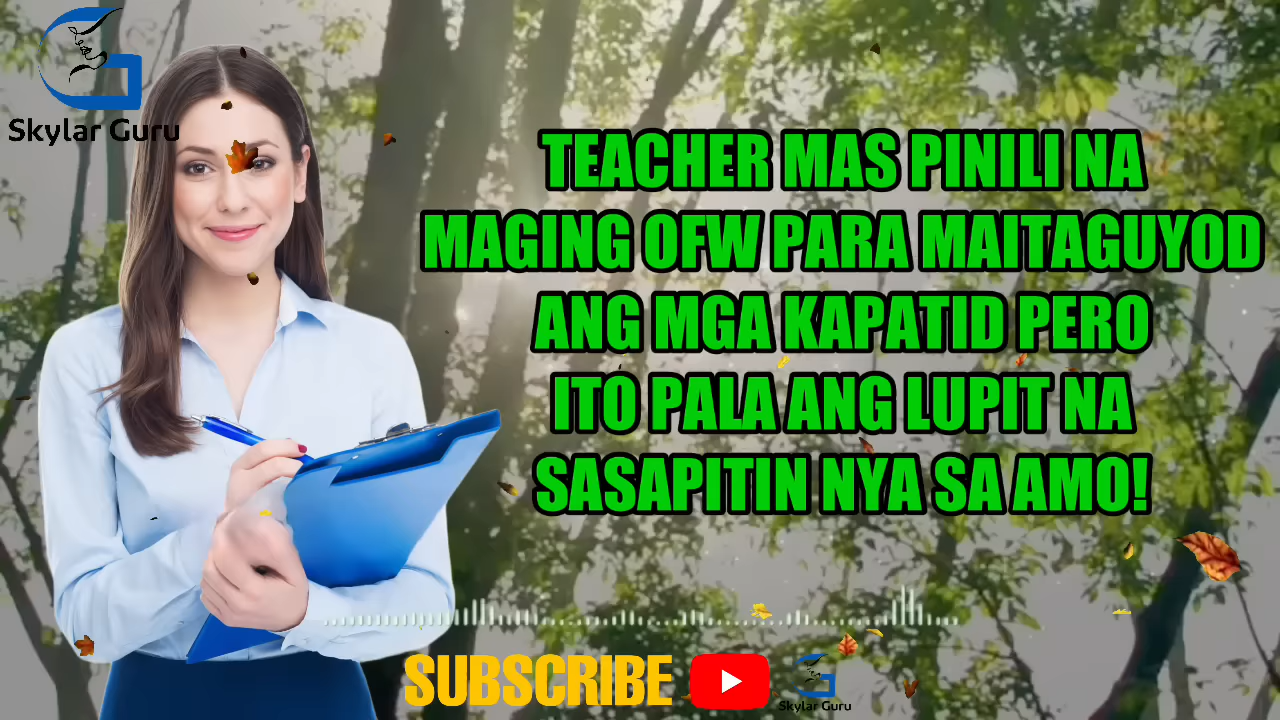 Skylar Guru
TEACHER MAS PINILI NA
MAGING OFW PARA MAITAGUYOD
ANG MGA KAPATID PERO
ITO PALA ANG LUPIT NA
SASAPITIN NYA SA AMO!
SUBSCRIBE
Skylar Guru